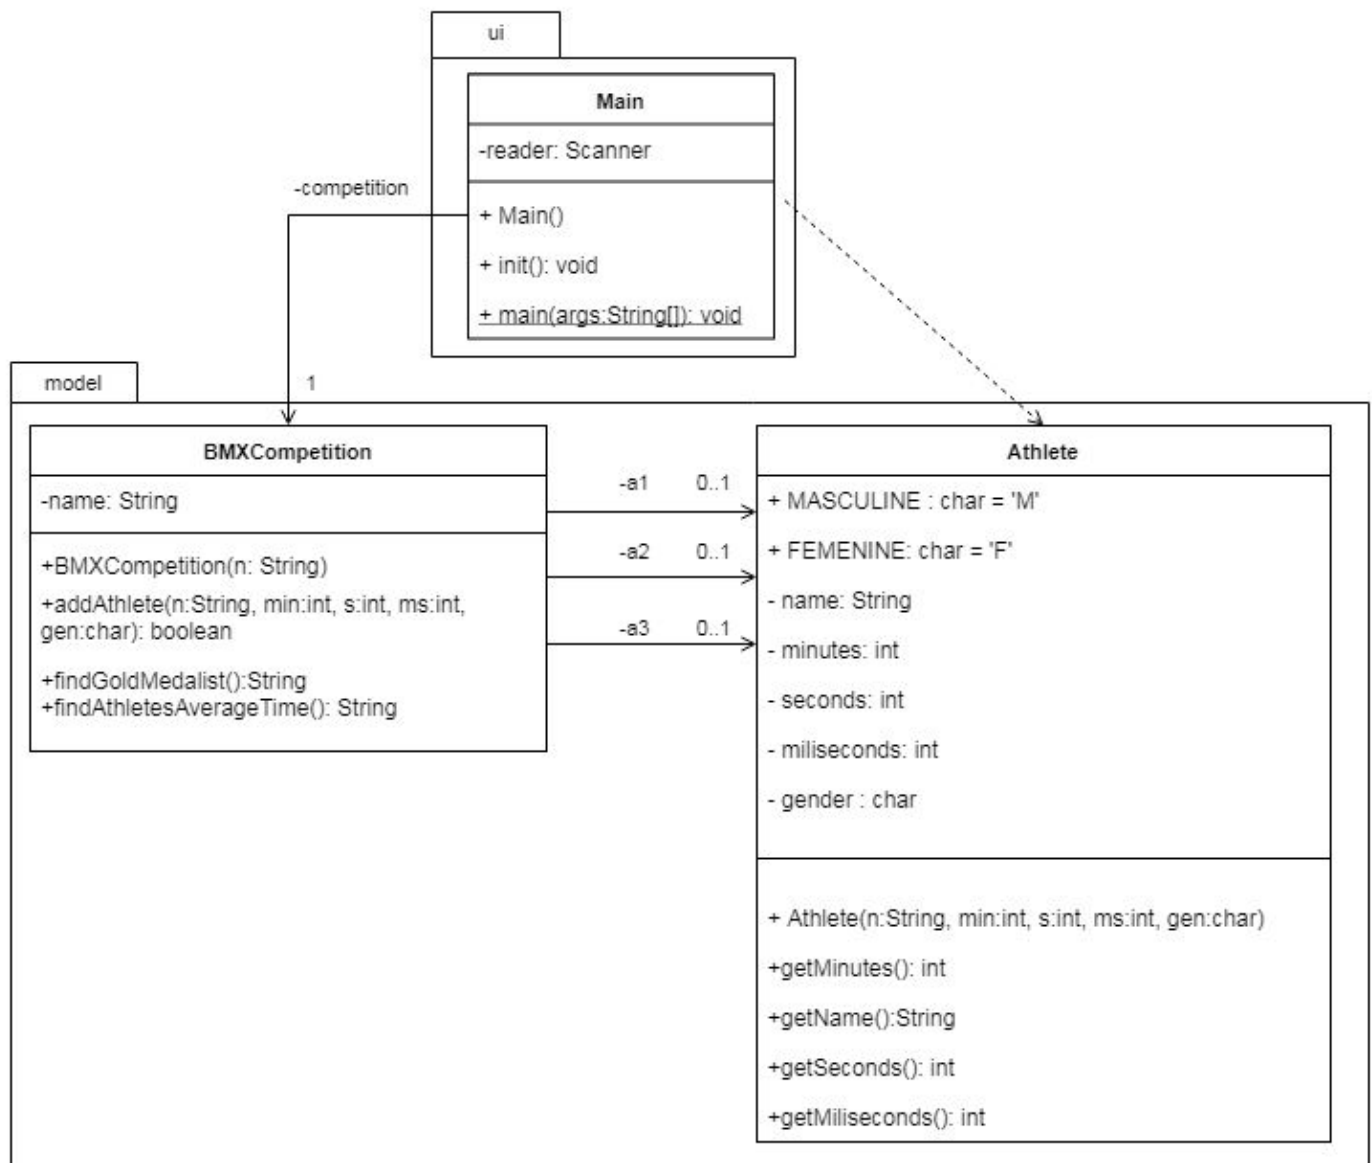 ui
Main
-reader: Scanner
-competition
+ Main()
+ init(): void
+ main(args:String[]): void
model
1
BMXCompetition
-name: String
+BMXCompetition(n: String)
+addAthlete(n:String, min:int, s:int, ms:int,
gen:char): boolean
+findGoldMedalist():String
+findAthletesAverageTime(): String
-a1 0..1
-a2 0..1
-a3 0..1
Athlete
+ MASCULINE : char = 'M'
+ FEMENINE: char = 'F'
- name: String
- minutes: int
- seconds: int
- miliseconds: int
- gender : char
+ Athlete(n:String, min:int, s:int, ms:int, gen:char)
+getMinutes(): int
+getName():String
+getSeconds(): int
+getMiliseconds(): int